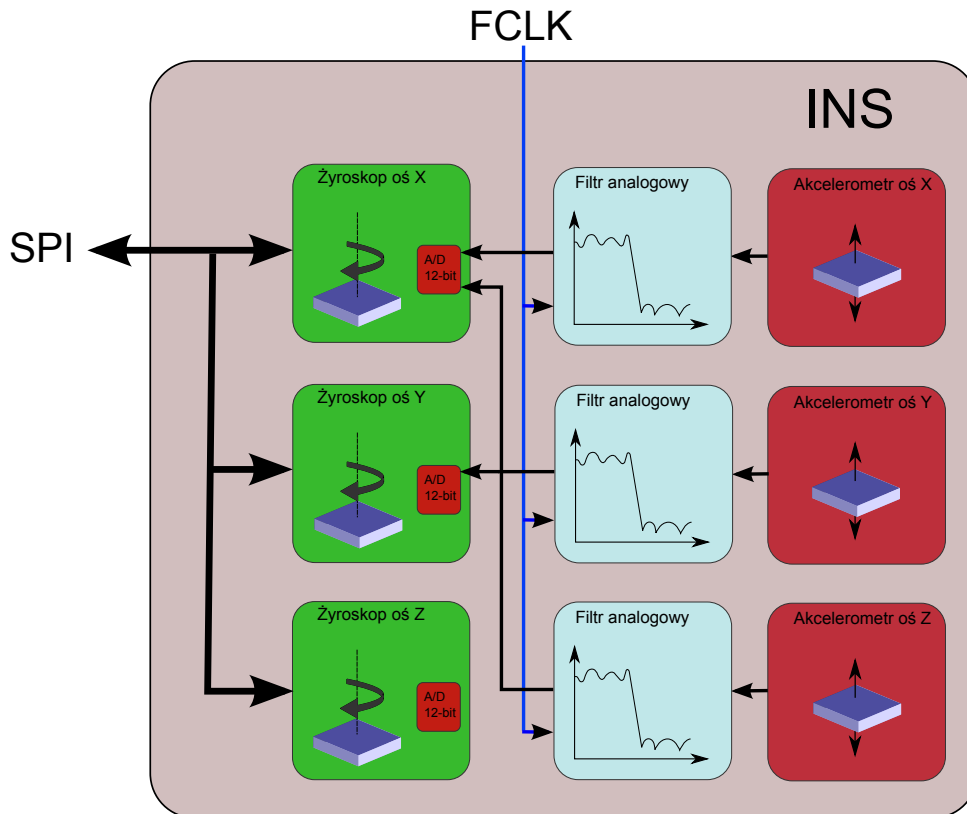 FCLK
INS
SPI
Żyroskop oś X
A/D
12-bit
Filtr analogowy
Akcelerometr oś X
Żyroskop oś Y
A/D
12-bit
Filtr analogowy
Akcelerometr oś Y
Żyroskop oś Z
A/D
12-bit
Filtr analogowy
Akcelerometr oś Z